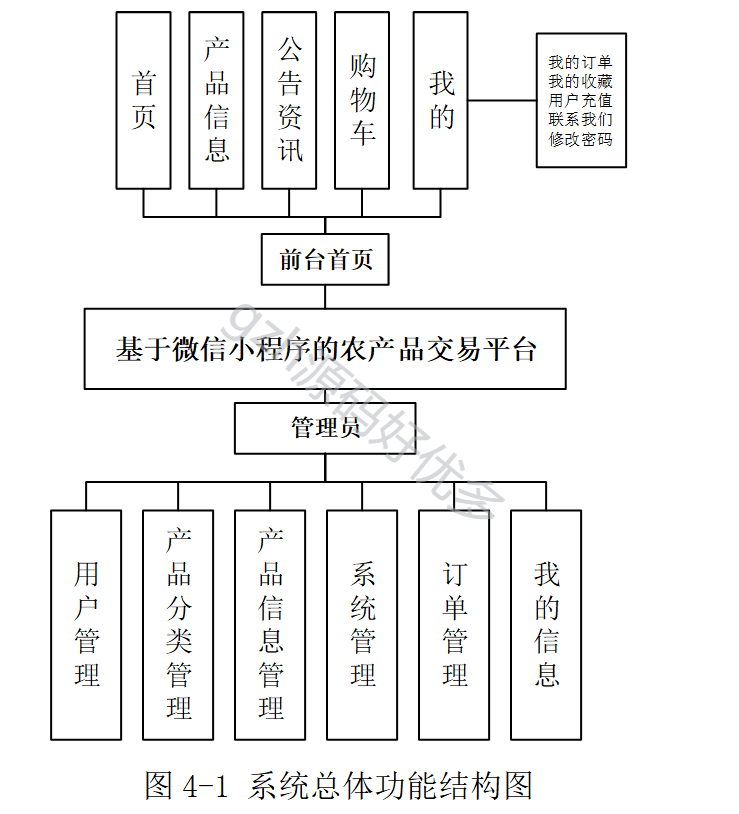 首页
产品信息
公告资讯
购物车
我的
我的订单
我的收藏
用户充值
联系我们
修改密码
前台首页
基于微信小程序的农产品交易平台
gzh源码好优多
管理员
用户管理
产品分类管理
产品信息管理
系统管理
订单管理
我的信息
图4-1 系统总体功能结构图